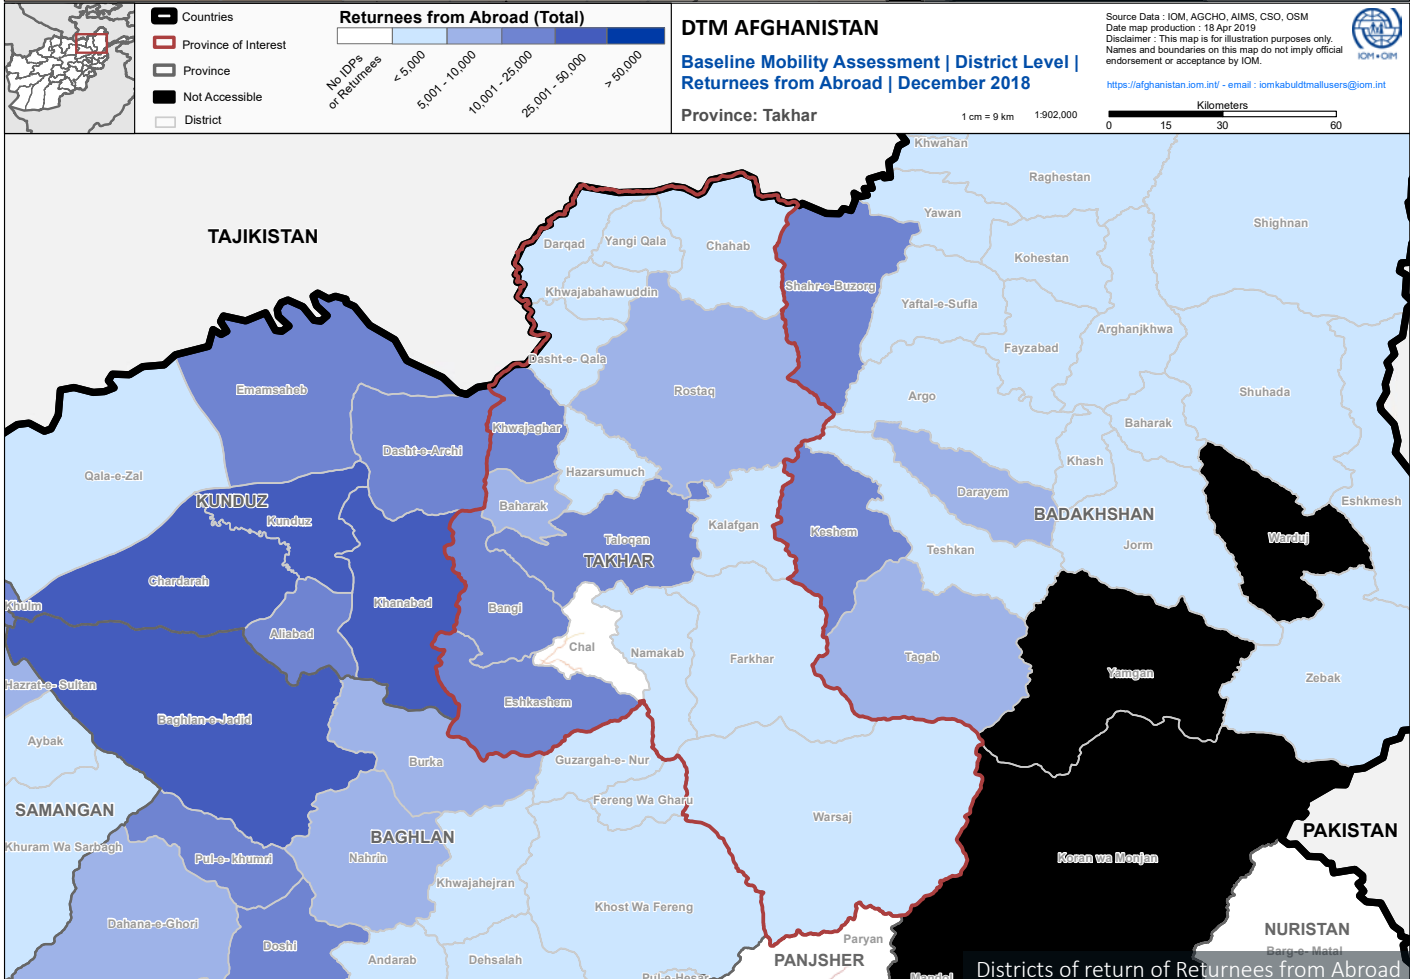 Countries
Province of Interest
Province
Not Accessible
District
Returnees from Abroad (Total)
No IDPs
or Returnees
< 5,000
5,001 - 10,000
10,001 - 25,000
25,001 - 50,000
> 50,000
DTM AFGHANISTAN
Baseline Mobility Assessment | District Level |
Returnees from Abroad | December 2018
Province: Takhar
1 cm = 9 km
1:902,000
Source Data : IOM, AGCHO, AIMS, CSO, OSM
Date map production : 18 Apr 2019
Disclaimer : This map is for illustration purposes only.
Names and boundaries on this map do not imply official
endorsement or acceptance by IOM.
https://afghanistan.iom.int/ - email : iomkabuldtmallusers@iom.int
IOM • OIM
Kilometers
0 15 30 60
Khwahan
Raghestan
Yawan
Shighnan
TAJIKISTAN
Darqad
Yangi Qala
Chahab
Kohestan
Shahr-e-Buzorg
Khwajabahawuddin
Yaftal-e-Sufla
Arghanjkhwa
Fayzabad
Dasht-e- Qala
Emamsaheb
Rostaq
Argo
Shuhada
Khwajaghar
Baharak
Dasht-e-Archi
Qala-e-Zal
Hazarsumuch
Khash
KUNDUZ
Baharak
Darayem
Eshkmesh
Kunduz
Kalafgan
BADAKHSHAN
Taloqan
Keshem
Warduj
TAKHAR
Teshkan
Jorm
Chardarah
Khanabad
Khulm
Bangi
Aliabad
Chal
Namakab
Farkhar
Tagab
Yamgan
Zebak
Hazrat-e- Sultan
Eshkashem
Baghlan-e-Jadid
Aybak
Burka
Guzargah-e- Nur
Fereng Wa Gharu
SAMANGAN
Warsaj
PAKISTAN
Khuram Wa Sarbagh
BAGHLAN
Pul-e- khumri
Nahrin
Koran wa Monjan
Khwajahejran
Khost Wa Fereng
Dahana-e-Ghori
NURISTAN
Doshi
Paryan
Barg-e- Matal
Andarab
Dehsalah
PANJSHER
Pul-e-Hesar
Mandol
Districts of return of Returnees from Abroad